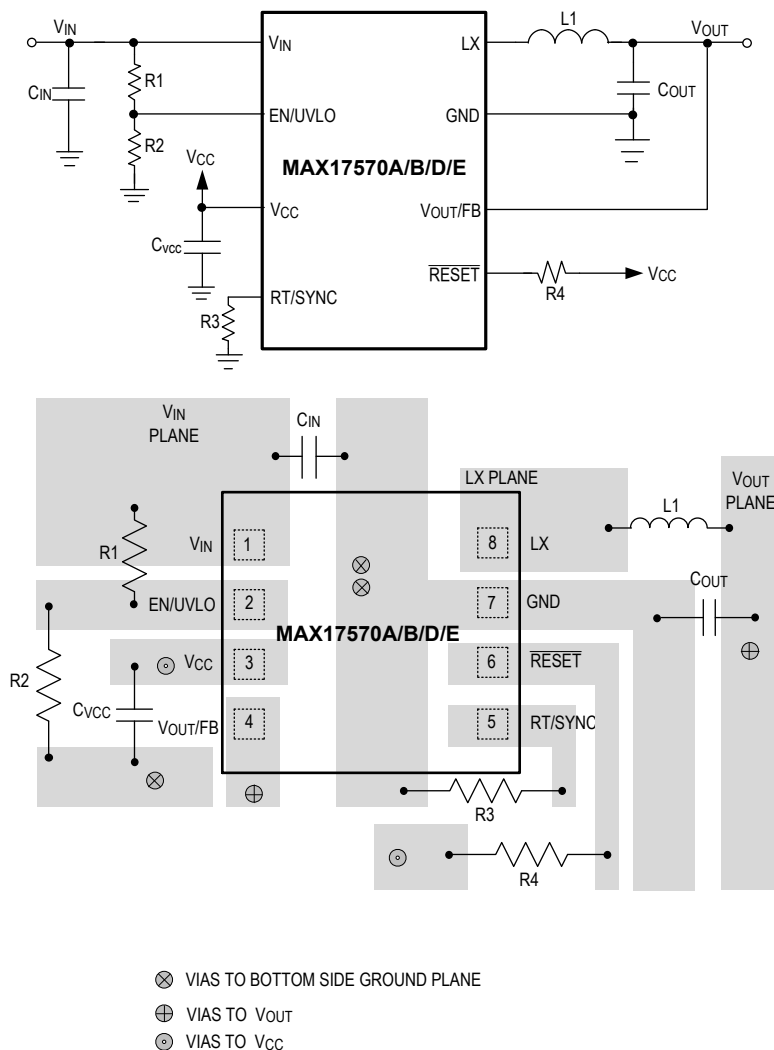 VIN
VIN
LX
L1
VOUT
R1
CIN
COUT
EN/UVLO
GND
R2
MAX17570A/B/D/E
VCC
VCC
VOUT/FB
CVCC
RESET
VCC
R4
RT/SYNC
R3
VIN
PLANE
CIN
LX PLANE
VOUT
PLANE
L1
R1
VIN
1
8
LX
COUT
EN/UVLO
2
7
GND
MAX17570A/B/D/E
R2
VCC
3
6
RESET
CVCC
VOUT/FB
4
5
RT/SYNC
R3
R4
VIAS TO BOTTOM SIDE GROUND PLANE
VIAS TO VOUT
VIAS TO VCC